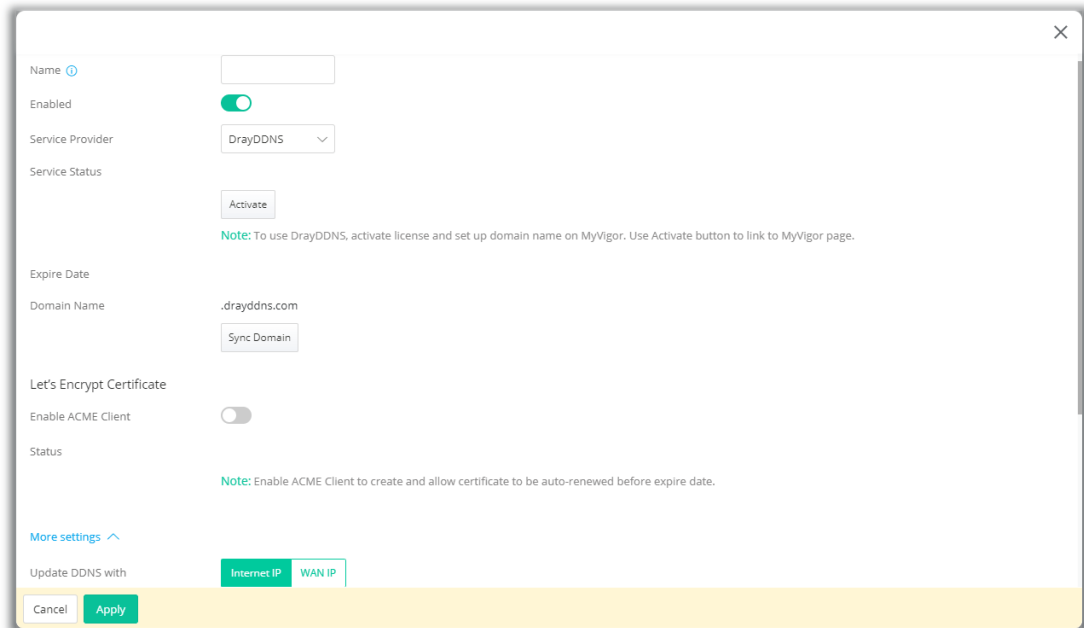 Name
Enabled
Service Provider DrayDDNS
Service Status
Activate
Note: To use DrayDDNS, activate license and set up domain name on MyVigor. Use Activate button to link to MyVigor page.
Expire Date
Domain Name .drayddns.com
Sync Domain
Let's Encrypt Certificate
Enable ACME Client
Status
Note: Enable ACME Client to create and allow certificate to be auto-renewed before expire date.
More settings
Update DDNS with Internet IP WAN IP
Cancel Apply